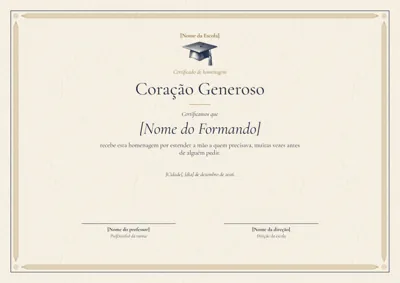 [Nome da Escola]
Certificado de homenagem
Coração Generoso
Certificamos que
[Nome do Formando]
recebe esta homenagem por estender a mão a quem precisava, muitas vezes antes
de alguém pedir.
[Cidade], [dia] de dezembro de 2026
[Nome do professor]
Professor(a) da turma
[Nome da direção]
Direção da escola